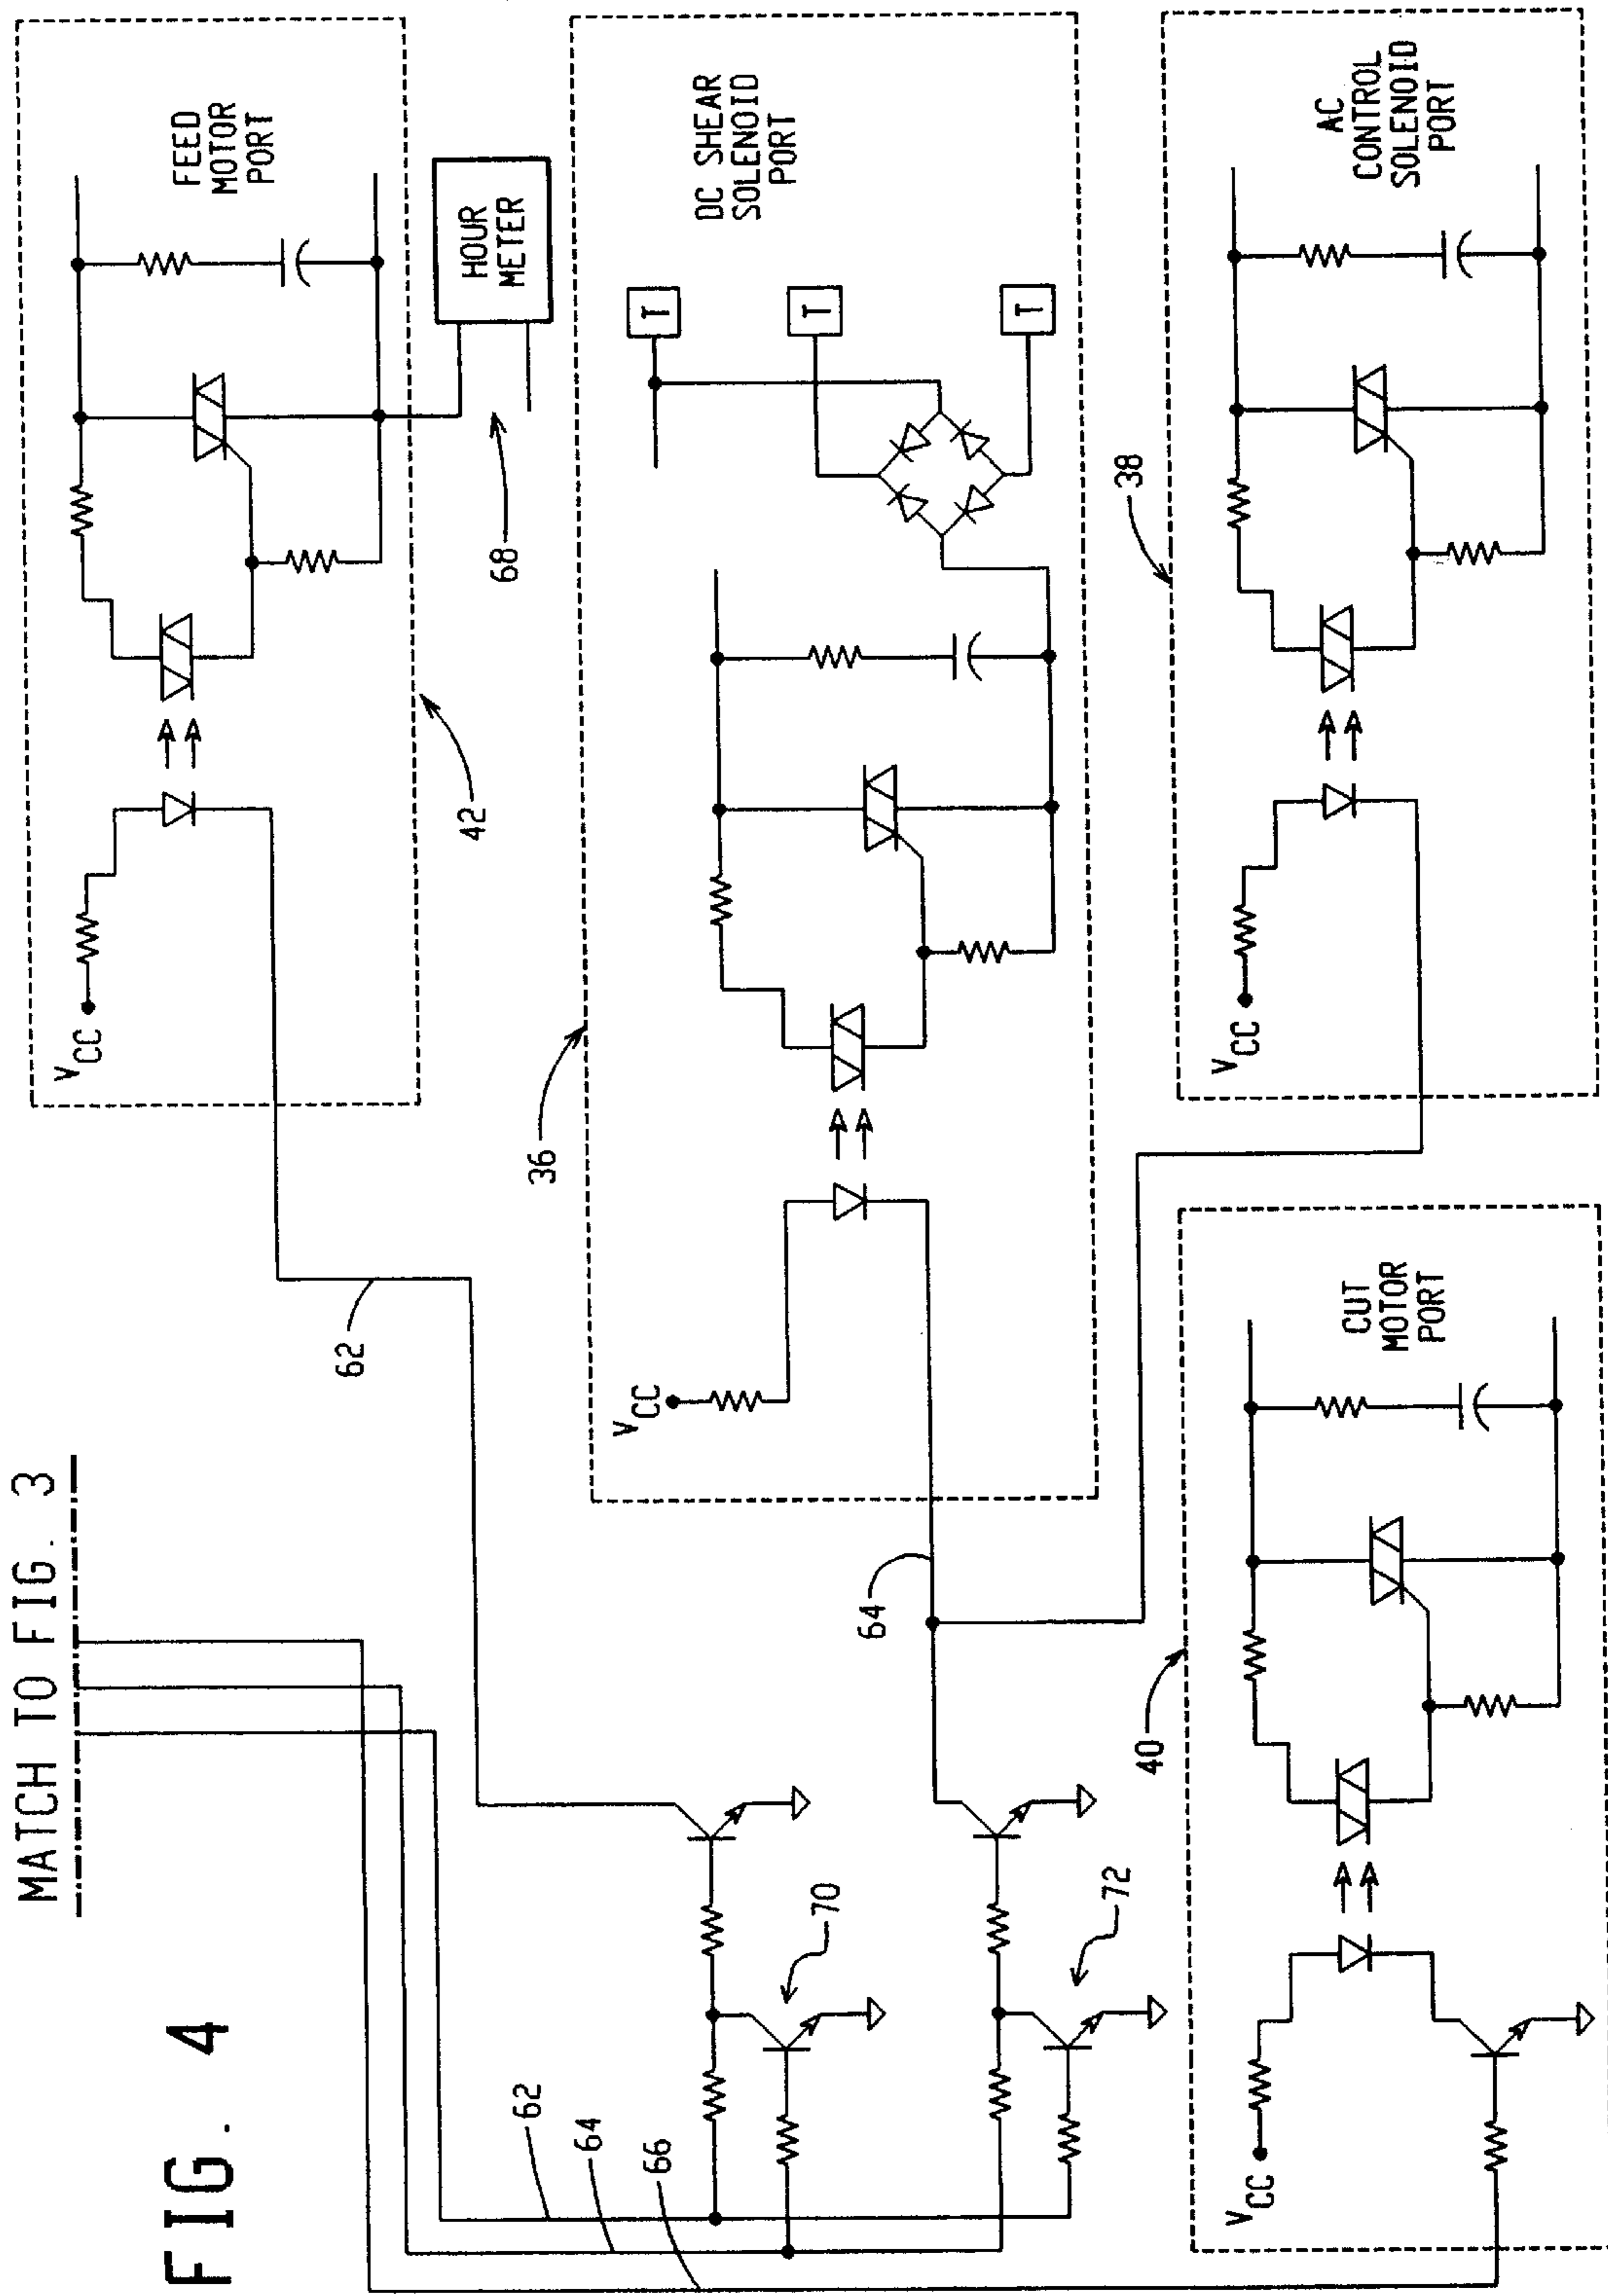 FIG. 4
MATCH TO FIG. 3
62
64
66
70
72
62
64
VCC
FEED
MOTOR
PORT
42
HOUR
METER
68
36
VCC
DC SHEAR
SOLENOID
PORT
T
T
T
38
VCC
AC
CONTROL
SOLENOID
PORT
40
VCC
CUT
MOTOR
PORT